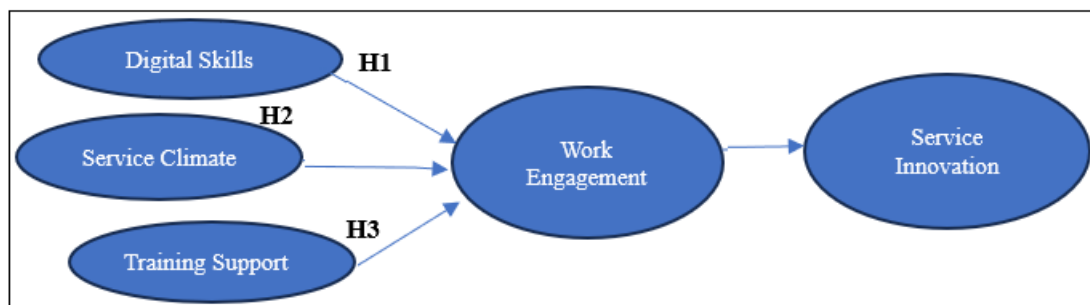 Digital Skills
H1
H2
Service Climate
Work
Engagement
Service
Innovation
H3
Training Support